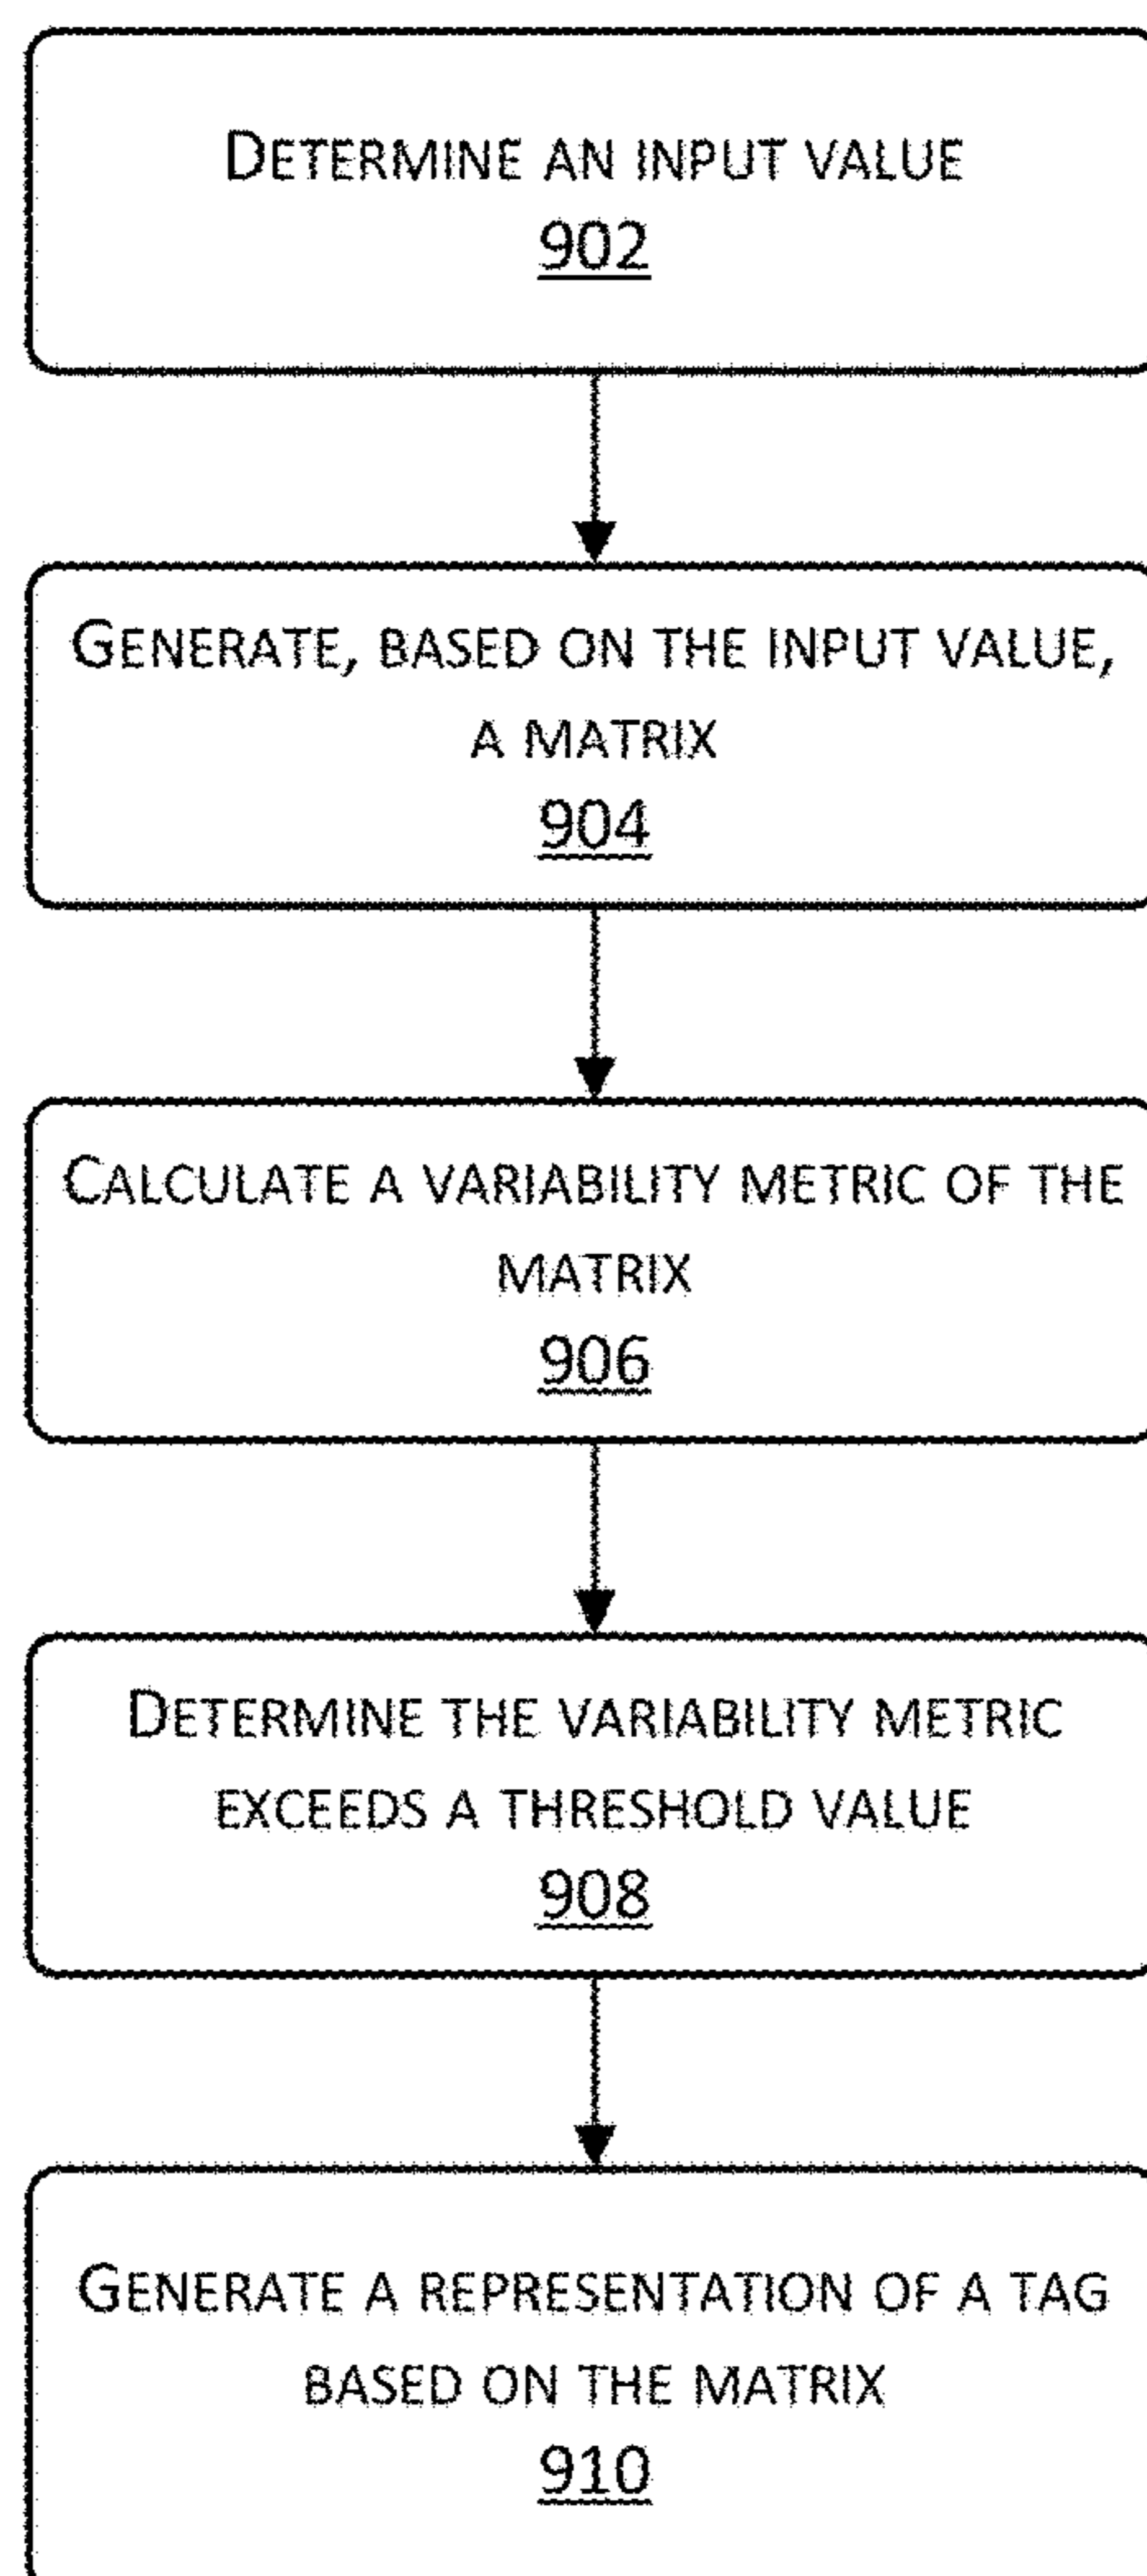 DETERMINE AN INPUT VALUE
902
GENERATE, BASED ON THE INPUT VALUE,
A MATRIX
904
CALCULATE A VARIABILITY METRIC OF THE
MATRIX
906
DETERMINE THE VARIABILITY METRIC
EXCEEDS A THRESHOLD VALUE
908
GENERATE A REPRESENTATION OF A TAG
BASED ON THE MATRIX
910